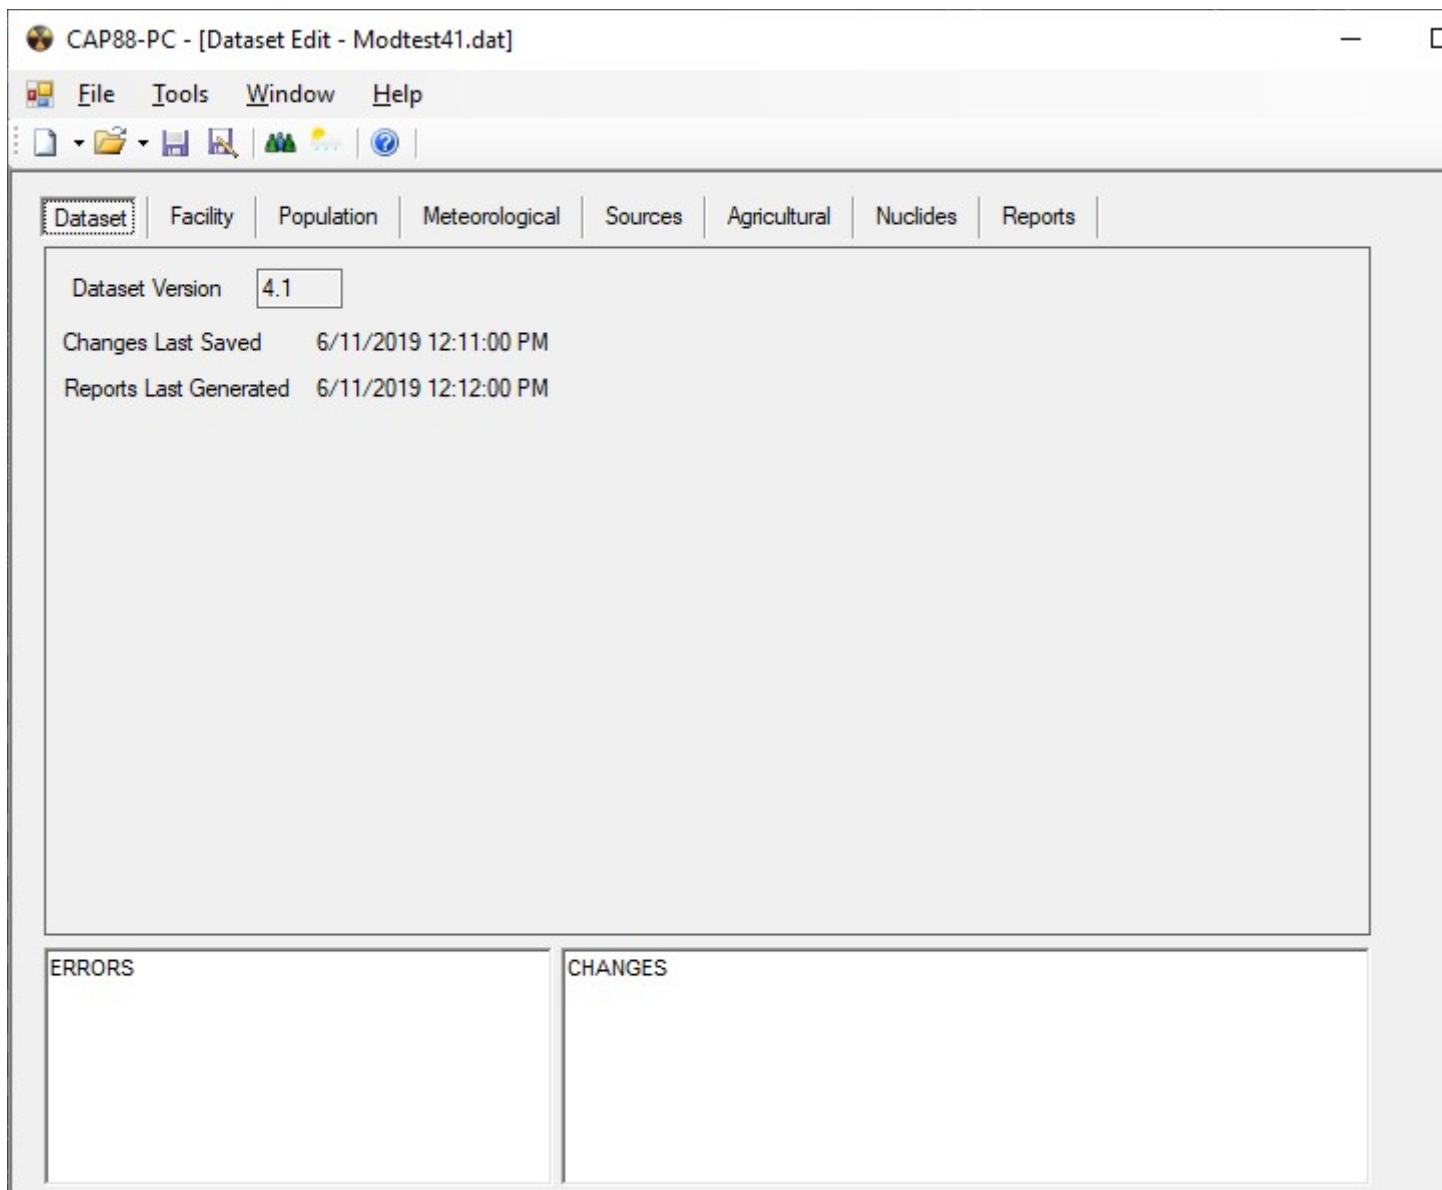 CAP88-PC - [Dataset Edit - Modtest41.dat]
File Tools Window Help
Dataset Facility Population Meteorological Sources Agricultural Nuclides Reports
Dataset Version 4.1
Changes Last Saved 6/11/2019 12:11:00 PM
Reports Last Generated 6/11/2019 12:12:00 PM
ERRORS CHANGES